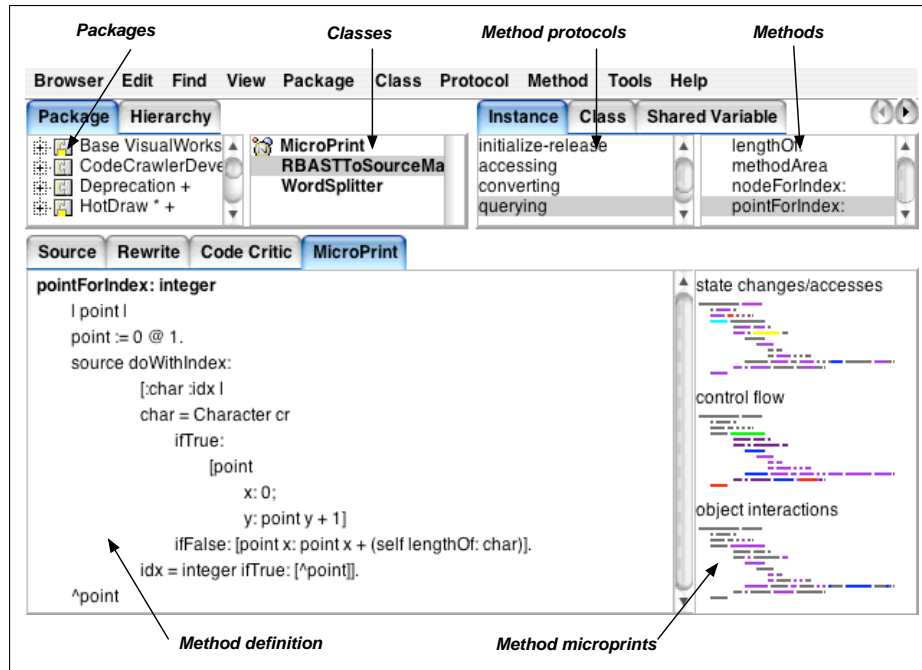 Packages Classes Method protocols Methods
Browser Edit Find View Package Class Protocol Method Tools Help
Package Hierarchy
Instance Class Shared Variable
Base VisualWorks
CodeCrawlerDeve
Deprecation +
HotDraw * +
MicroPrint
RBASTToSourceMa
WordSplitter
initialize-release
accessing
converting
querying
lengthOf:
methodArea
nodeForIndex:
pointForIndex:
Source Rewrite Code Critic MicroPrint
pointForIndex: integer
| point |
point := 0 @ 1.
source doWithIndex:
[:char :idx |
char = Character cr
ifTrue:
[point
x: 0;
y: point y + 1]
ifFalse: [point x: point x + (self lengthOf: char)].
idx = integer ifTrue: [^point]].
^point
state changes/accesses
control flow
object interactions
Method definition
Method microprints